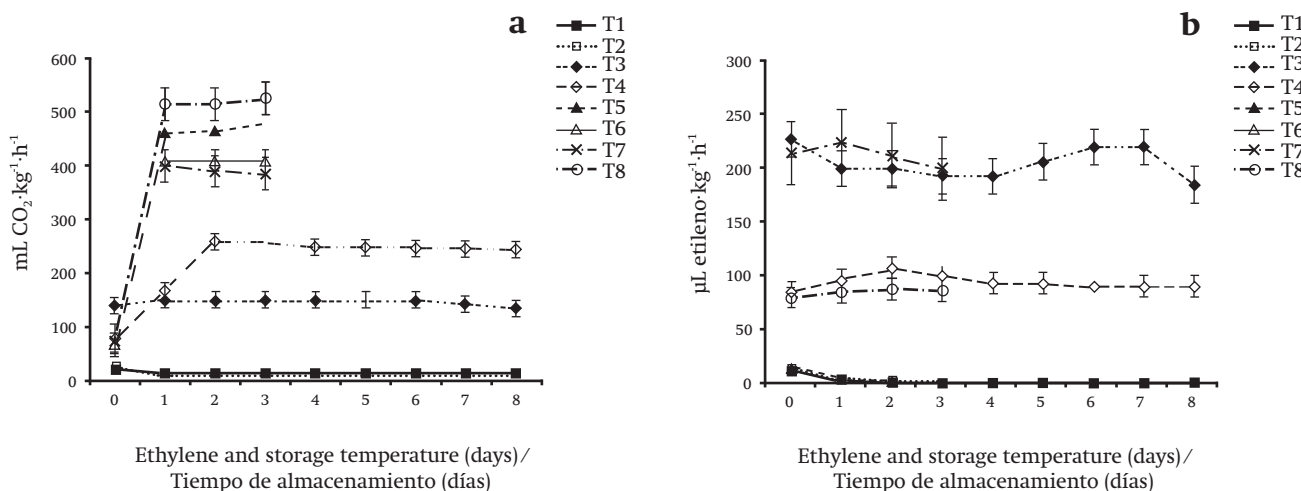 a
T1
T2
T3
T4
T5
T6
T7
T8
600
500
400
300
200
100
0
mL CO₂·kg⁻¹·h⁻¹
0 1 2 3 4 5 6 7 8
Ethylene and storage temperature (days)/
Tiempo de almacenamiento (días)
b
T1
T2
T3
T4
T5
T6
T7
T8
300
250
200
150
100
50
0
µL etileno·kg⁻¹·h⁻¹
0 1 2 3 4 5 6 7 8
Ethylene and storage temperature (days)/
Tiempo de almacenamiento (días)